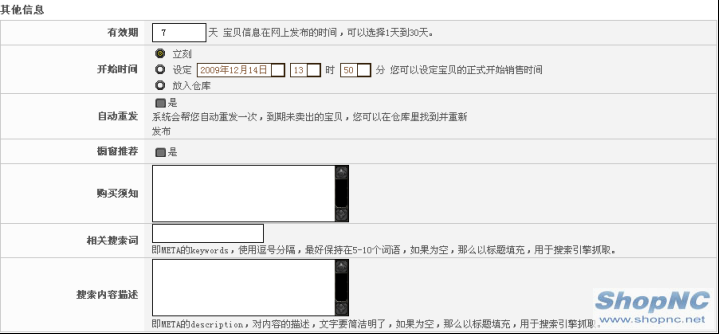 其他信息
有效期 7 天 宝贝信息在网上发布的时间，可以选择1天到30天。
开始时间 立刻
设定 2009年12月14日 13 时 50 分 您可以设定宝贝的正式开始销售时间
放入仓库
自动重发 是
系统会帮您自动重发一次，到期未卖出的宝贝，您可以在仓库里找到并重新
发布
橱窗推荐 是
购买须知
相关搜索词
即META的keywords，使用逗号分隔，最好保持在5-10个词语，如果为空，那么以标题填充，用于搜索引擎抓取。
搜索内容描述
即META的description，对内容的描述，文字要简洁明了，如果为空，那么以标题填充，用于搜索引擎抓取
ShopNC
www.shopnc.net